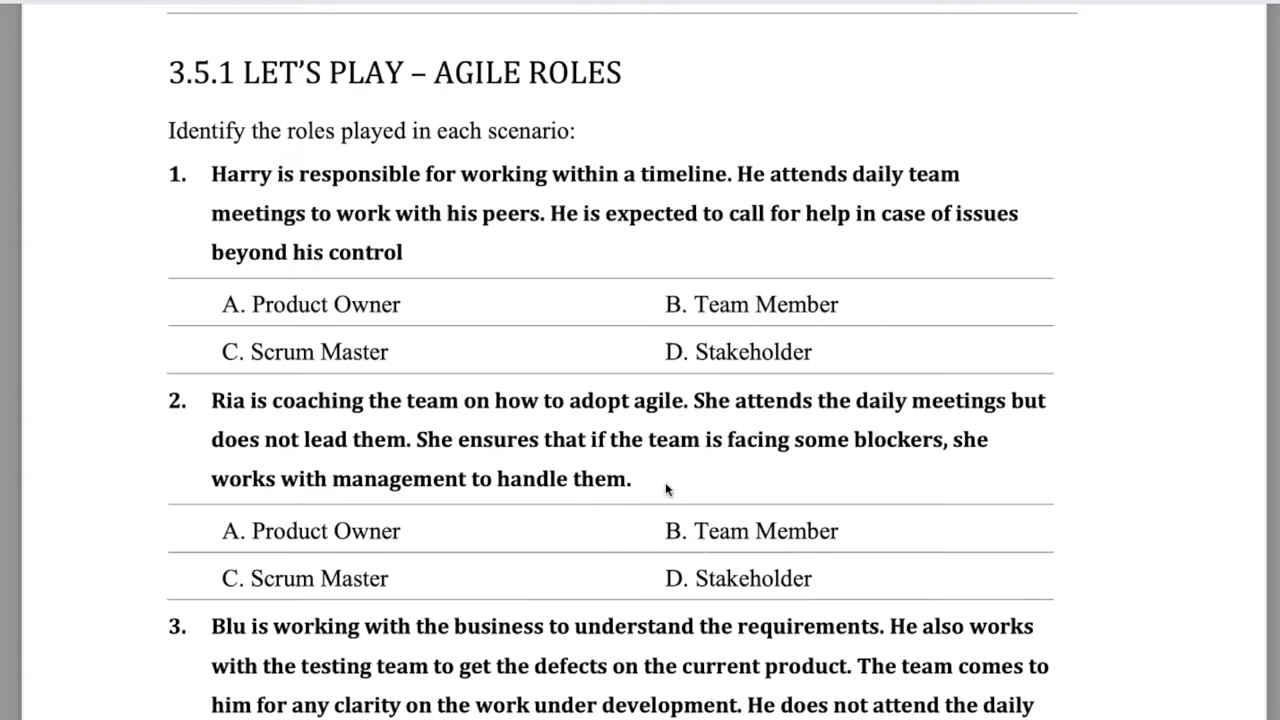 3.5.1 LET’S PLAY – AGILE ROLES
Identify the roles played in each scenario:
1. Harry is responsible for working within a timeline. He attends daily team
meetings to work with his peers. He is expected to call for help in case of issues
beyond his control
A. Product Owner B. Team Member
C. Scrum Master D. Stakeholder
2. Ria is coaching the team on how to adopt agile. She attends the daily meetings but
does not lead them. She ensures that if the team is facing some blockers, she
works with management to handle them.
A. Product Owner B. Team Member
C. Scrum Master D. Stakeholder
3. Blu is working with the business to understand the requirements. He also works
with the testing team to get the defects on the current product. The team comes to
him for any clarity on the work under development. He does not attend the daily